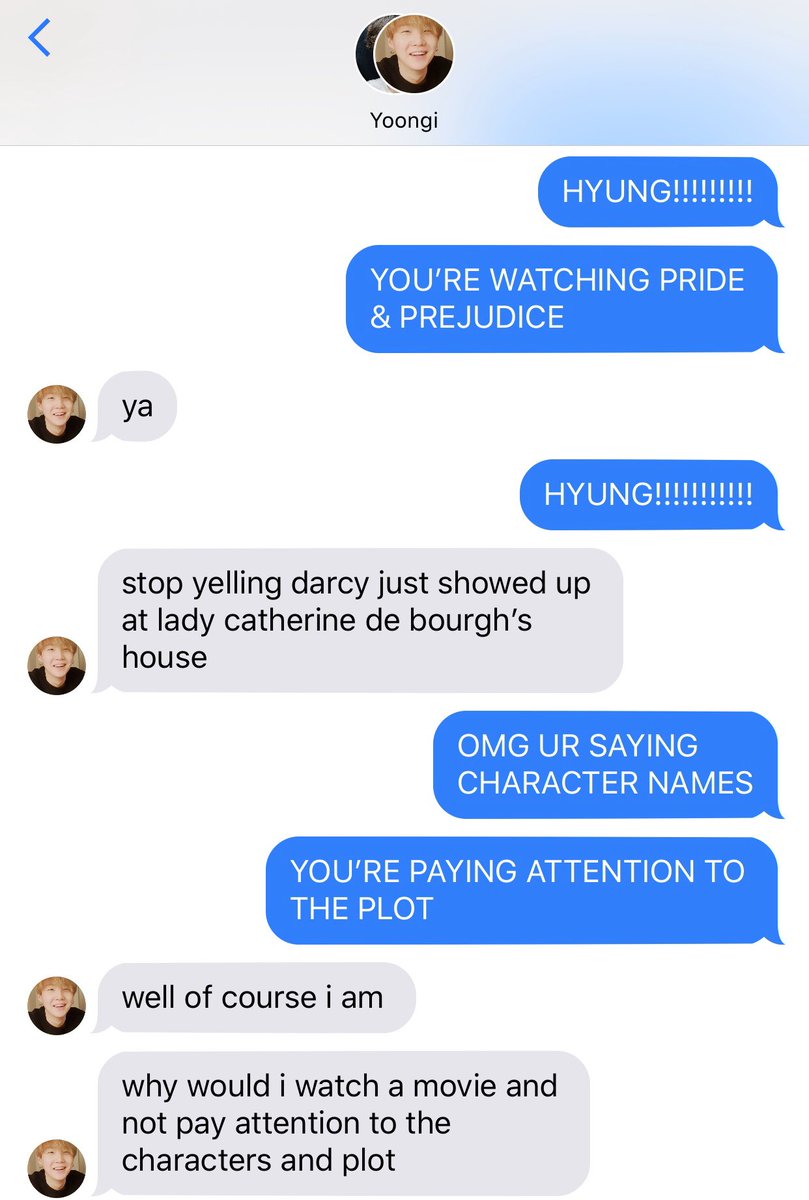 Yoongi
HYUNG!!!!!!!!!
YOU’RE WATCHING PRIDE
& PREJUDICE
ya
HYUNG!!!!!!!!!!!
stop yelling darcy just showed up
at lady catherine de bourgh’s
house
OMG UR SAYING
CHARACTER NAMES
YOU’RE PAYING ATTENTION TO
THE PLOT
well of course i am
why would i watch a movie and
not pay attention to the
characters and plot